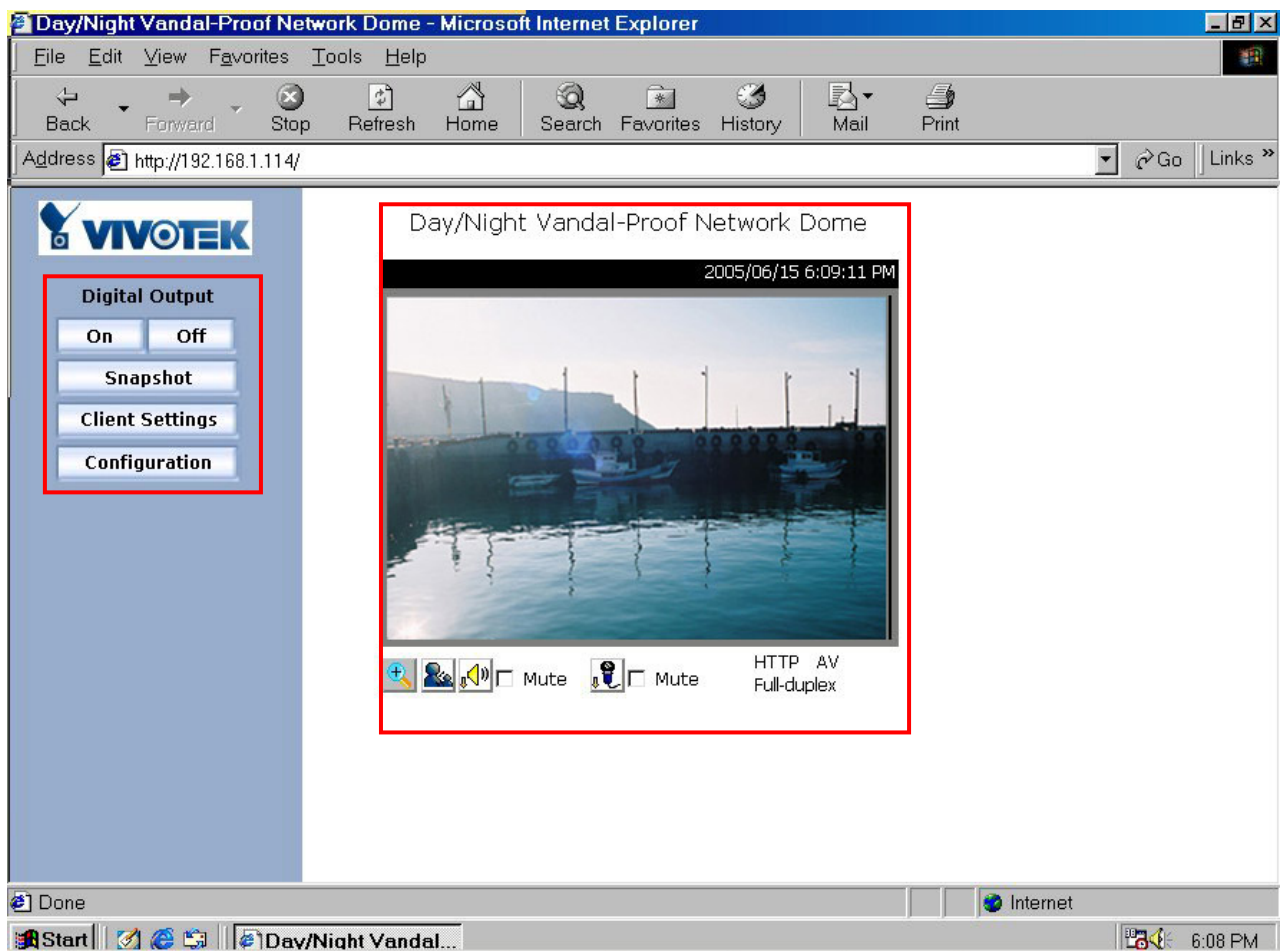 Day/Night Vandal-Proof Network Dome - Microsoft Internet Explorer
File Edit View Favorites Tools Help
Back Forward Stop Refresh Home Search Favorites History Mail Print
Address http://192.168.1.114/ Go Links »
VIVOTEK
Day/Night Vandal-Proof Network Dome
2005/06/15 6:09:11 PM
Digital Output
On Off
Snapshot
Client Settings
Configuration
Mute Mute HTTP AV
Full-duplex
Done Internet
Start Day/Night Vandal... 6:08 PM